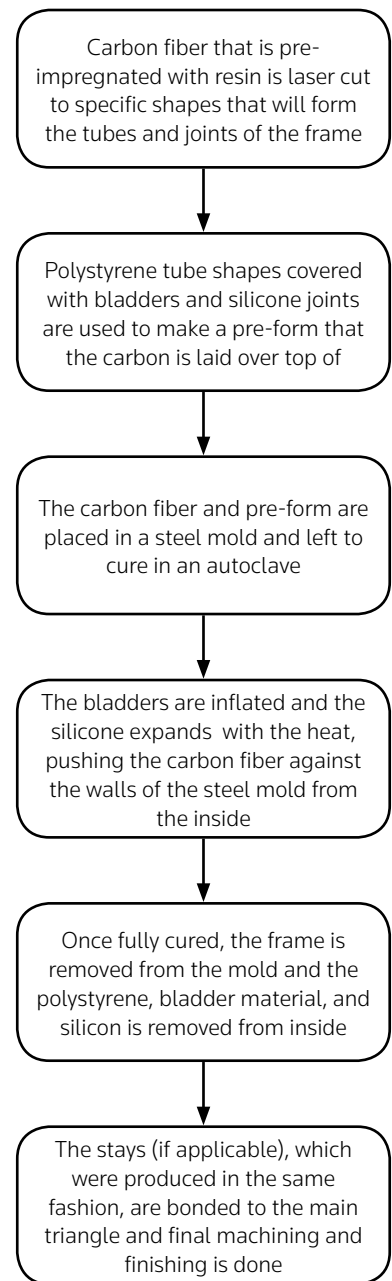 Carbon fiber that is pre-
impregnated with resin is laser cut
to specific shapes that will form
the tubes and joints of the frame
Polystyrene tube shapes covered
with bladders and silicone joints
are used to make a pre-form that
the carbon is laid over top of
The carbon fiber and pre-form are
placed in a steel mold and left to
cure in an autoclave
The bladders are inflated and the
silicone expands with the heat,
pushing the carbon fiber against
the walls of the steel mold from
the inside
Once fully cured, the frame is
removed from the mold and the
polystyrene, bladder material, and
silicon is removed from inside
The stays (if applicable), which
were produced in the same
fashion, are bonded to the main
triangle and final machining and
finishing is done